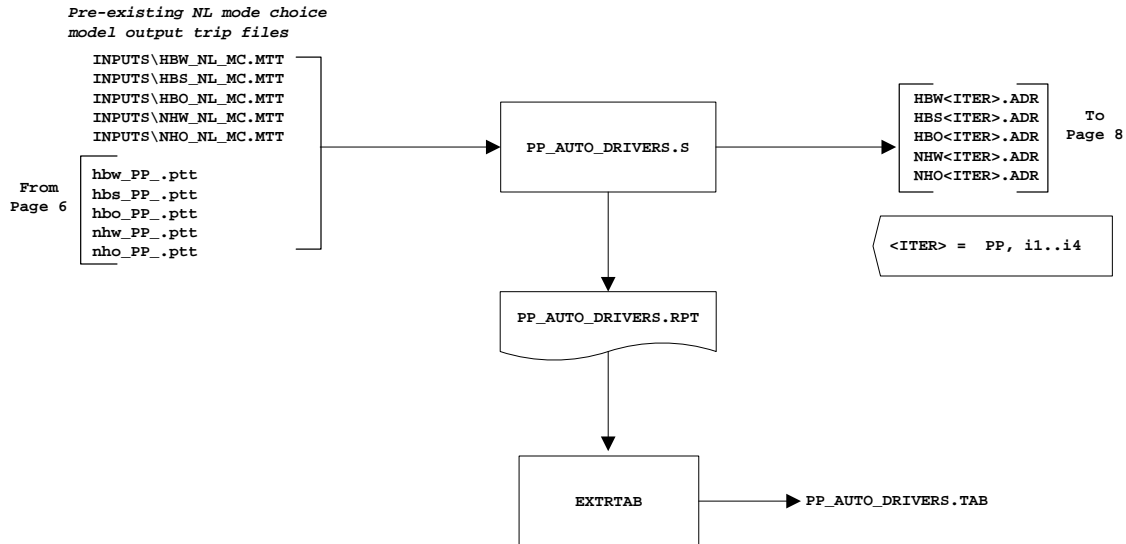 Pre-existing NL mode choice
model output trip files
INPUTS\HBW_NL_MC.MTT
INPUTS\HBS_NL_MC.MTT
INPUTS\HBO_NL_MC.MTT
INPUTS\NHW_NL_MC.MTT
INPUTS\NHO_NL_MC.MTT
From
Page 6
hbw_PP_.ptt
hbs_PP_.ptt
hbo_PP_.ptt
nhw_PP_.ptt
nho_PP_.ptt
PP_AUTO_DRIVERS.S
HBW<ITER>.ADR
HBS<ITER>.ADR
HBO<ITER>.ADR
NHW<ITER>.ADR
NHO<ITER>.ADR
To
Page 8
<ITER> = PP, i1..i4
PP_AUTO_DRIVERS.RPT
EXTRTAB
PP_AUTO_DRIVERS.TAB